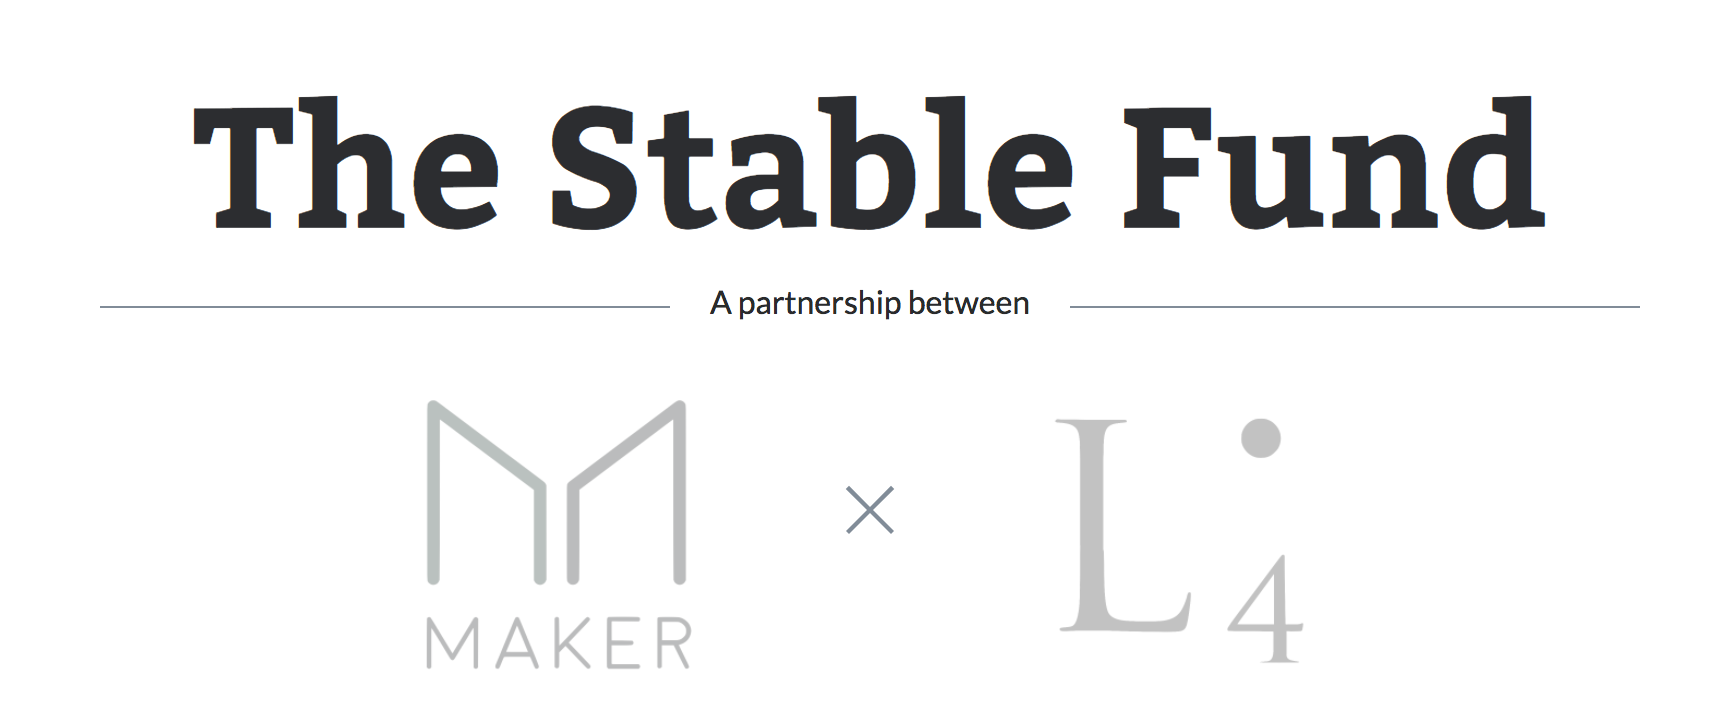 The Stable Fund
A partnership between
MAKER
L4